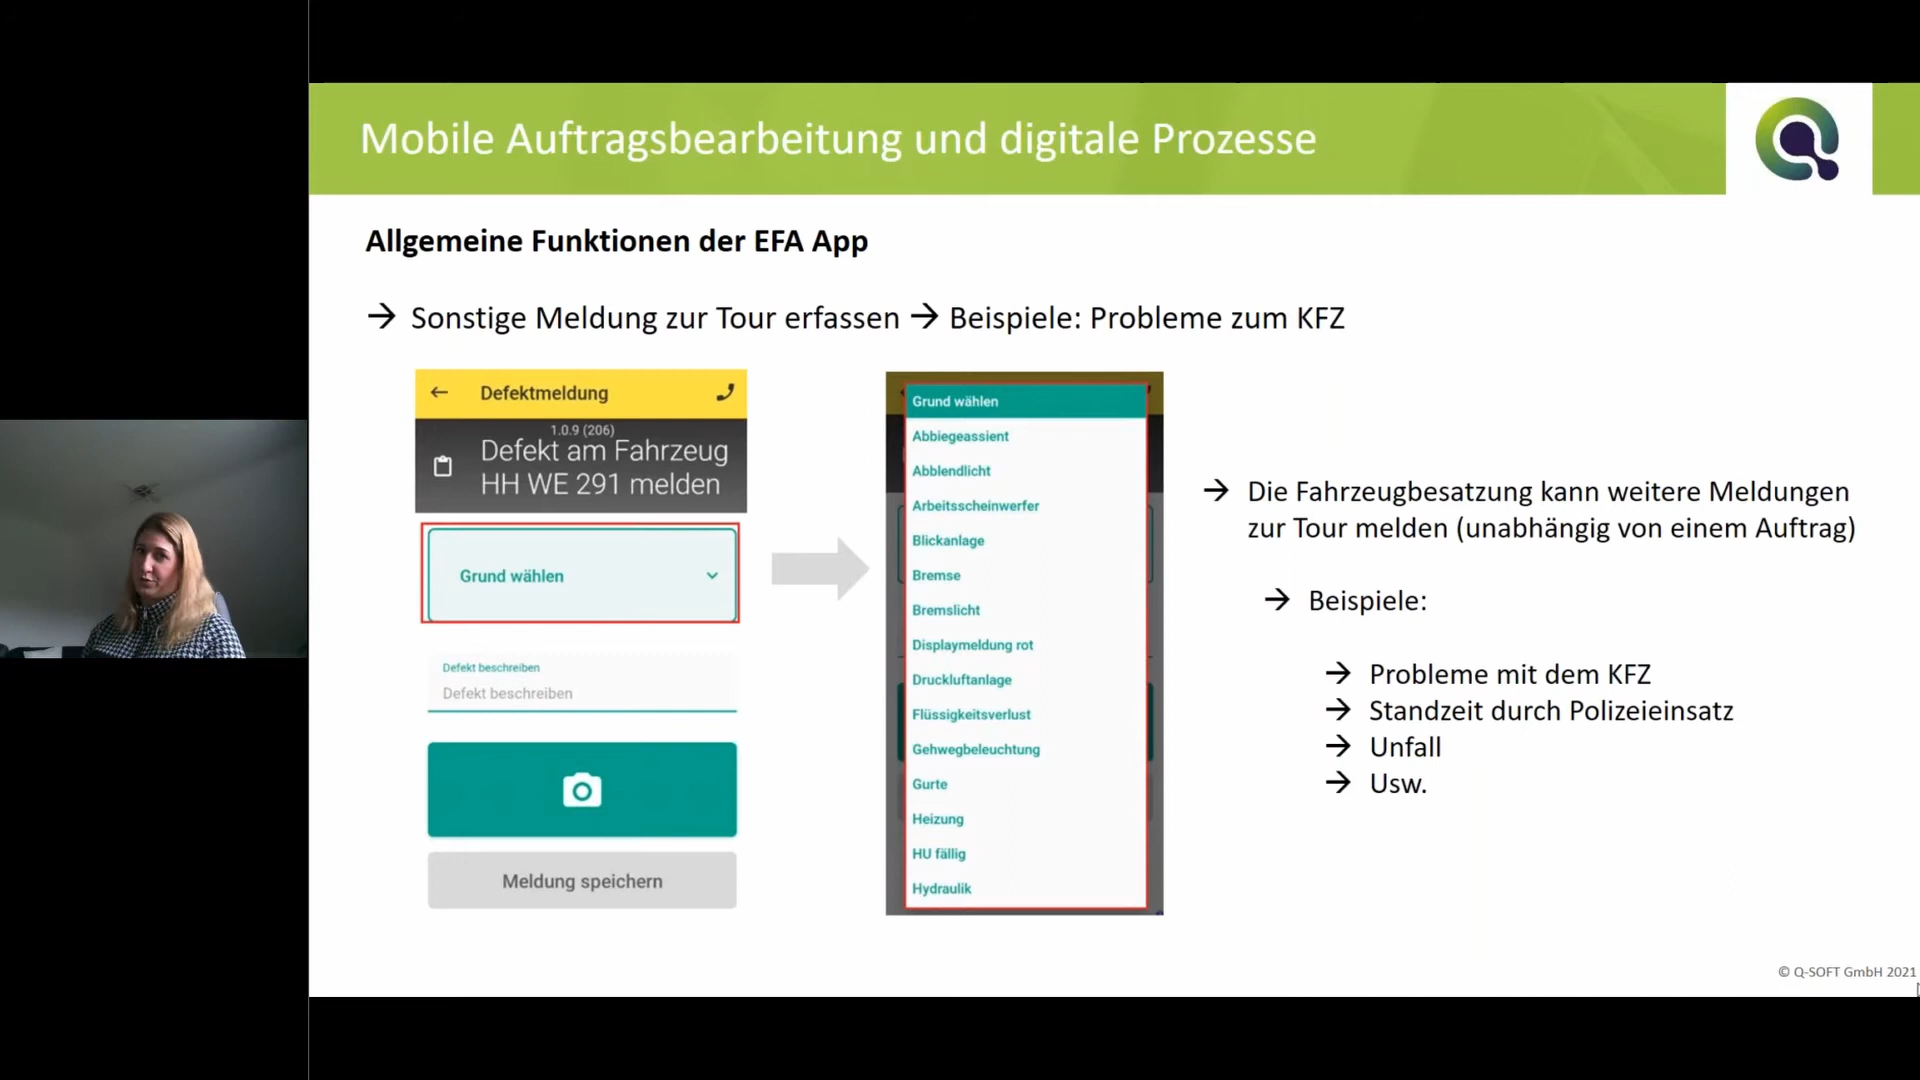 Mobile Auftragsbearbeitung und digitale Prozesse
Allgemeine Funktionen der EFA App
→ Sonstige Meldung zur Tour erfassen → Beispiele: Probleme zum KFZ
Defektmeldung
1.0.9 (206)
Defekt am Fahrzeug
HH WE 291 melden
Grund wählen
Defekt beschreiben
Defekt beschreiben
Meldung speichern
Grund wählen
Abbiegeassient
Abblendlicht
Arbeitsscheinwerfer
Blickanlage
Bremse
Bremslicht
Displaymeldung rot
Druckluftanlage
Flüssigkeitsverlust
Gehwegbeleuchtung
Gurte
Heizung
HU fällig
Hydraulik
→ Die Fahrzeugbesatzung kann weitere Meldungen
zur Tour melden (unabhängig von einem Auftrag)
→ Beispiele:
→ Probleme mit dem KFZ
→ Standzeit durch Polizeieinsatz
→ Unfall
→ Usw.
© Q-SOFT GmbH 2021